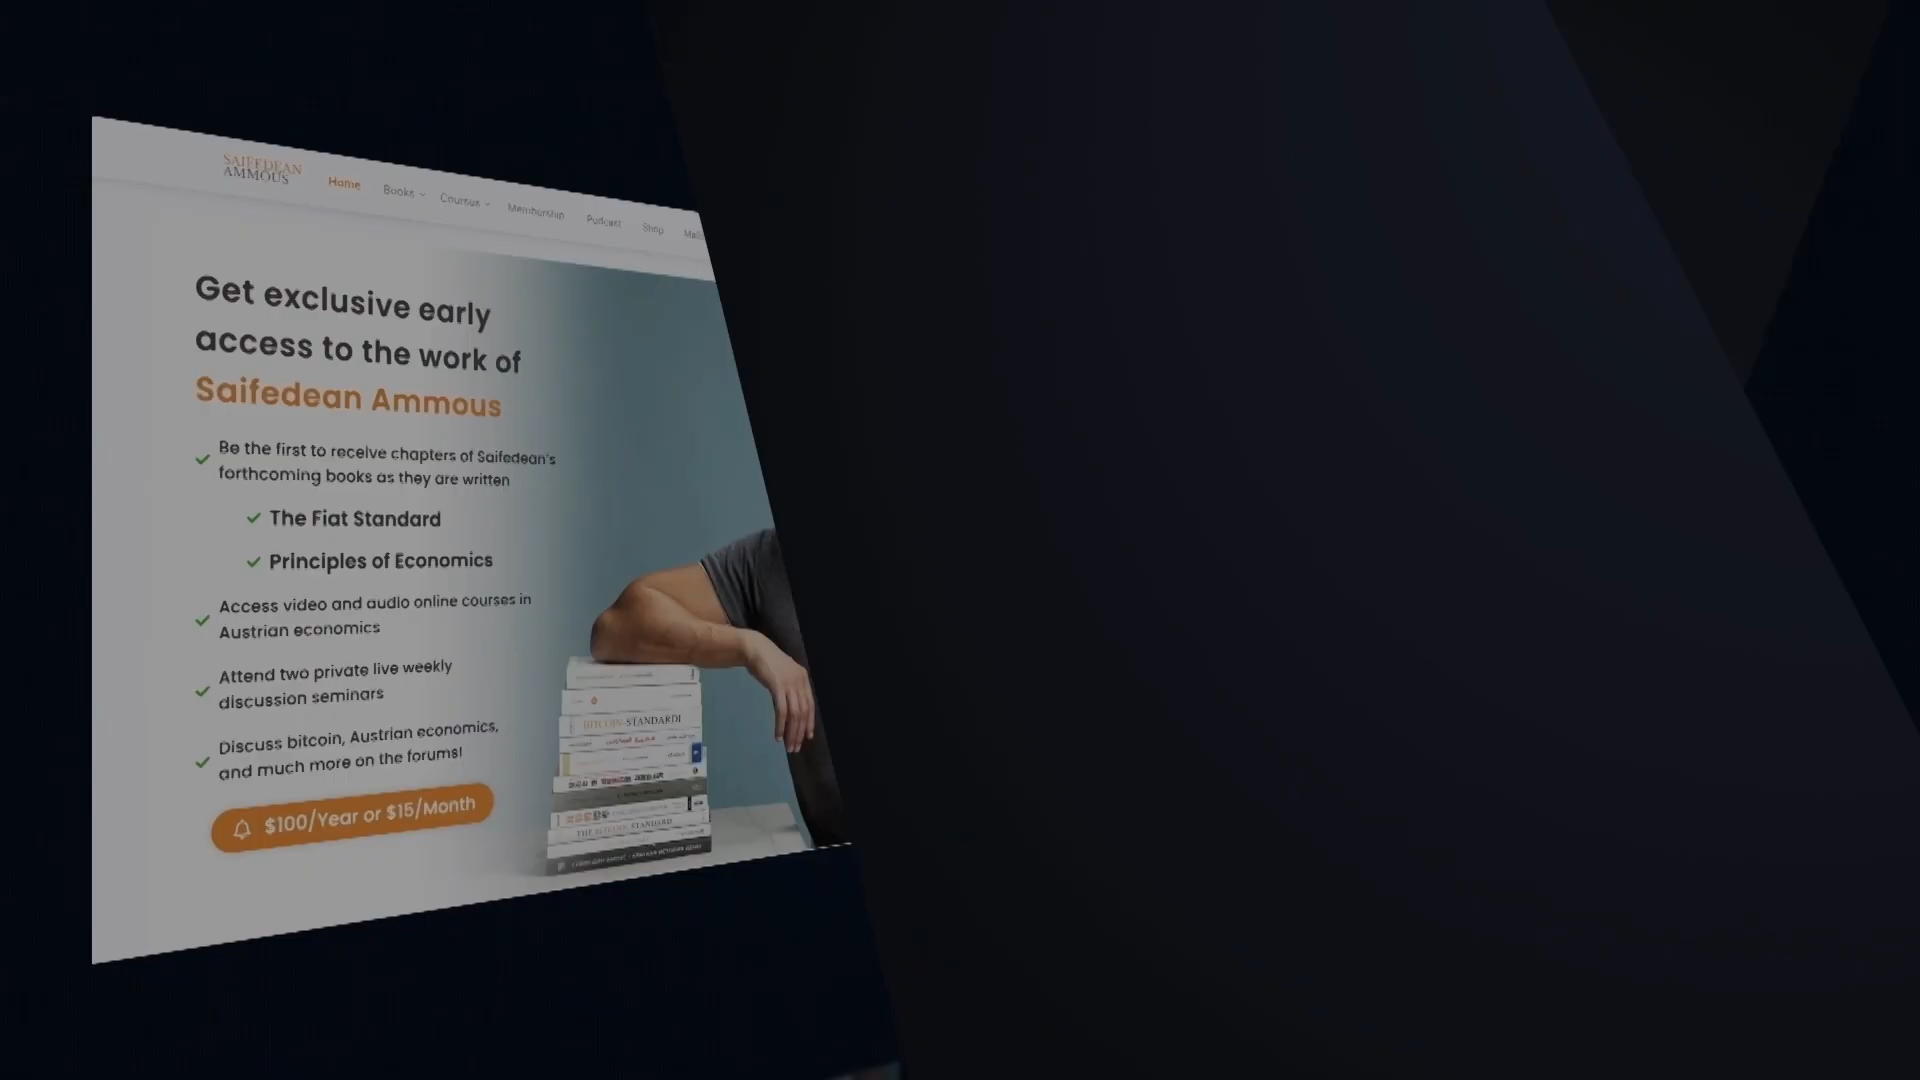 SAIFEDEAN
AMMOUS
Home
Books
Courses
Membership
Podcast
Shop
Get exclusive early
access to the work of
Saifedean Ammous
Be the first to receive chapters of Saifedean's
forthcoming books as they are written
The Fiat Standard
Principles of Economics
Access video and audio online courses in
Austrian economics
Attend two private live weekly
discussion seminars
Discuss bitcoin, Austrian economics,
and much more on the forums!
$100/Year or $15/Month
BITCOIN-STANDARDI
THE BITCOIN STANDARD